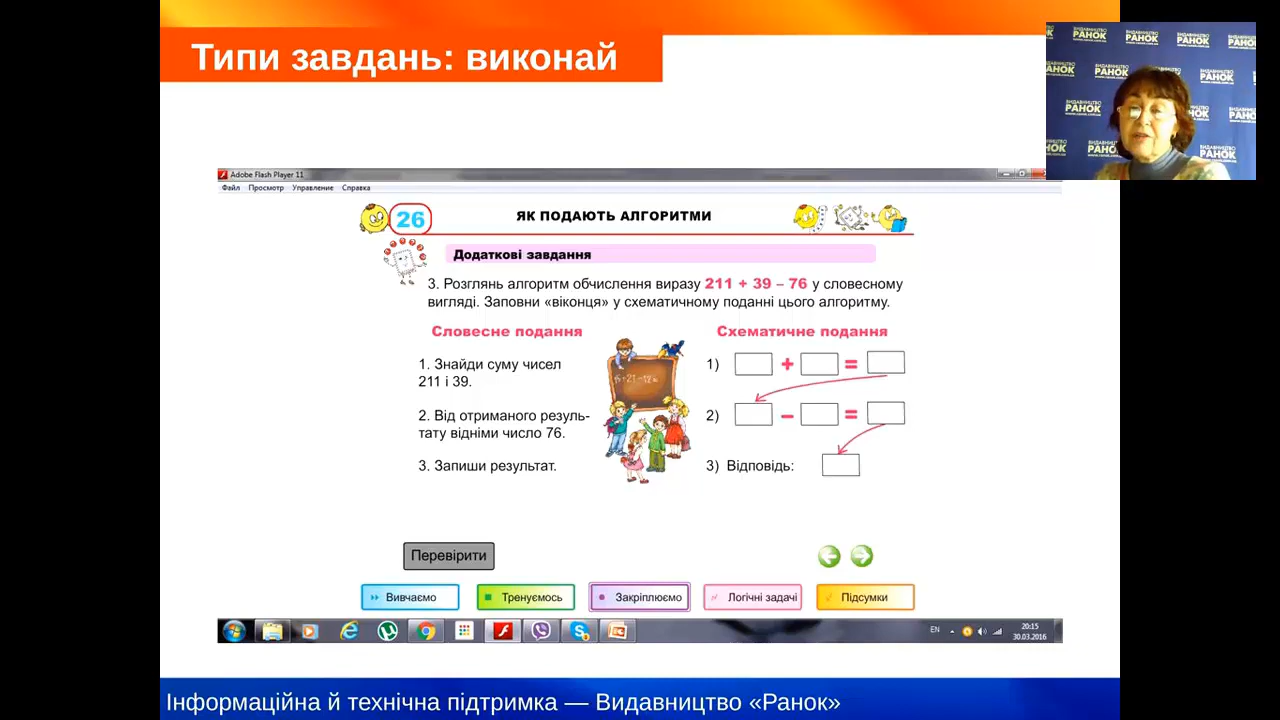 Типи завдань: виконай
ВИДАВНИЦТВО
РАНОК
Adobe Flash Player 11
Файл Просмотр Управление Справка
26
ЯК ПОДАЮТЬ АЛГОРИТМИ
Додаткові завдання
3. Розглянь алгоритм обчислення виразу 211 + 39 – 76 у словесному
вигляді. Заповни «віконця» у схематичному поданні цього алгоритму.
Словесне подання
1. Знайди суму чисел
211 і 39.
2. Від отриманого резуль-
тату відніми число 76.
3. Запиши результат.
Схематичне подання
1) + =
2) – =
3) Відповідь:
Перевірити
Вивчаємо
Тренуємось
Закріплюємо
Логічні задачі
Підсумки
EN
20:15
30.03.2016
Інформаційна й технічна підтримка — Видавництво «Ранок»